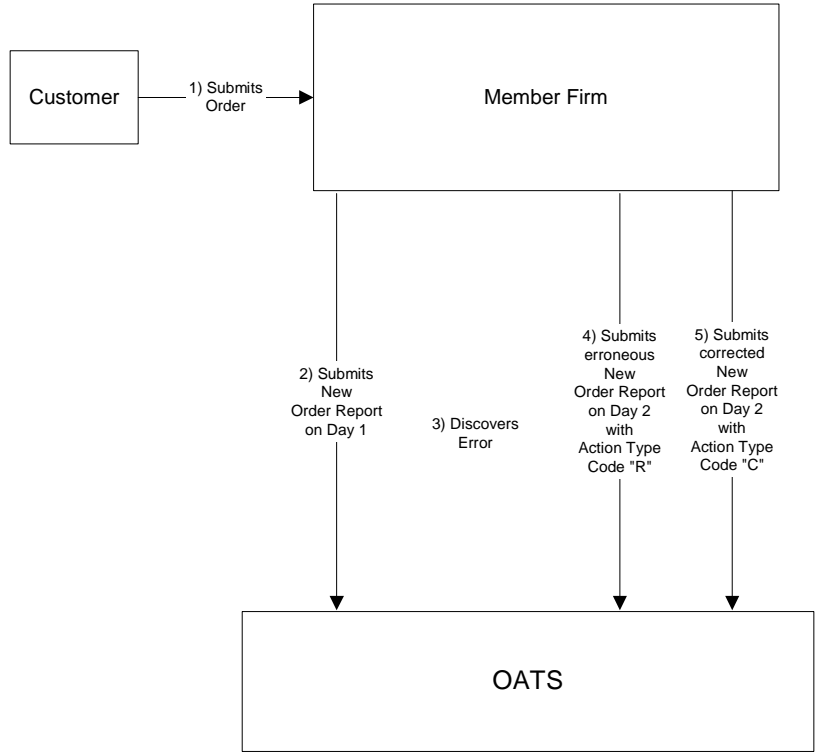 Customer
1) Submits
Order
Member Firm
2) Submits
New
Order Report
on Day 1
3) Discovers
Error
4) Submits
erroneous
New
Order Report
on Day 2
with
Action Type
Code "R"
5) Submits
corrected
New
Order Report
on Day 2
with
Action Type
Code "C"
OATS